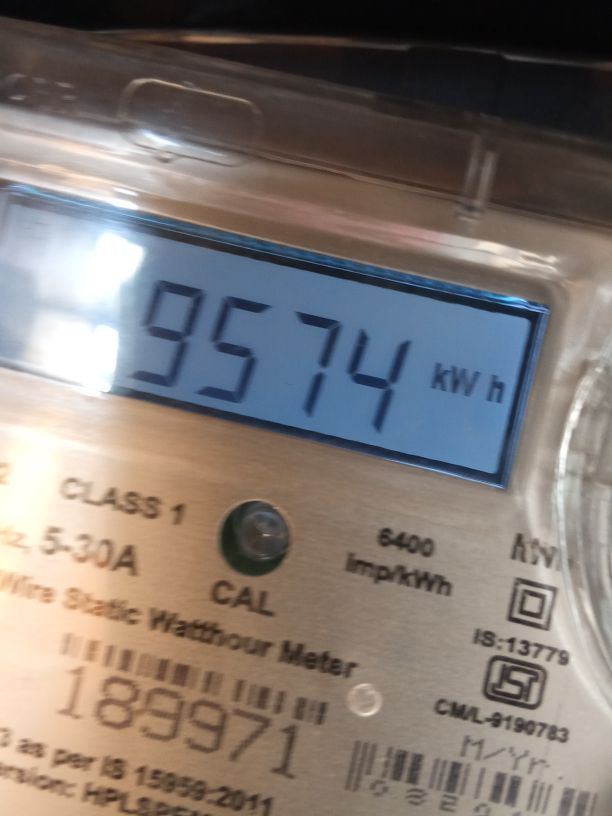 9574 kWh
CLASS 1
5-30A
CAL
6400
imp/kWh
Wire Static Watthour Meter
IS:13779
189971
CM/L-9190783
M/Yr.
as per IS 15959:2011